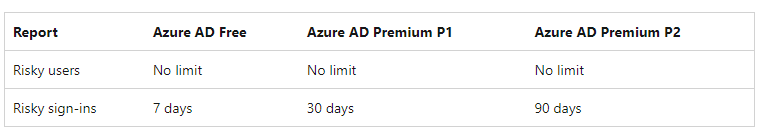 Report Azure AD Free Azure AD Premium P1 Azure AD Premium P2
Risky users No limit No limit No limit
Risky sign-ins 7 days 30 days 90 days